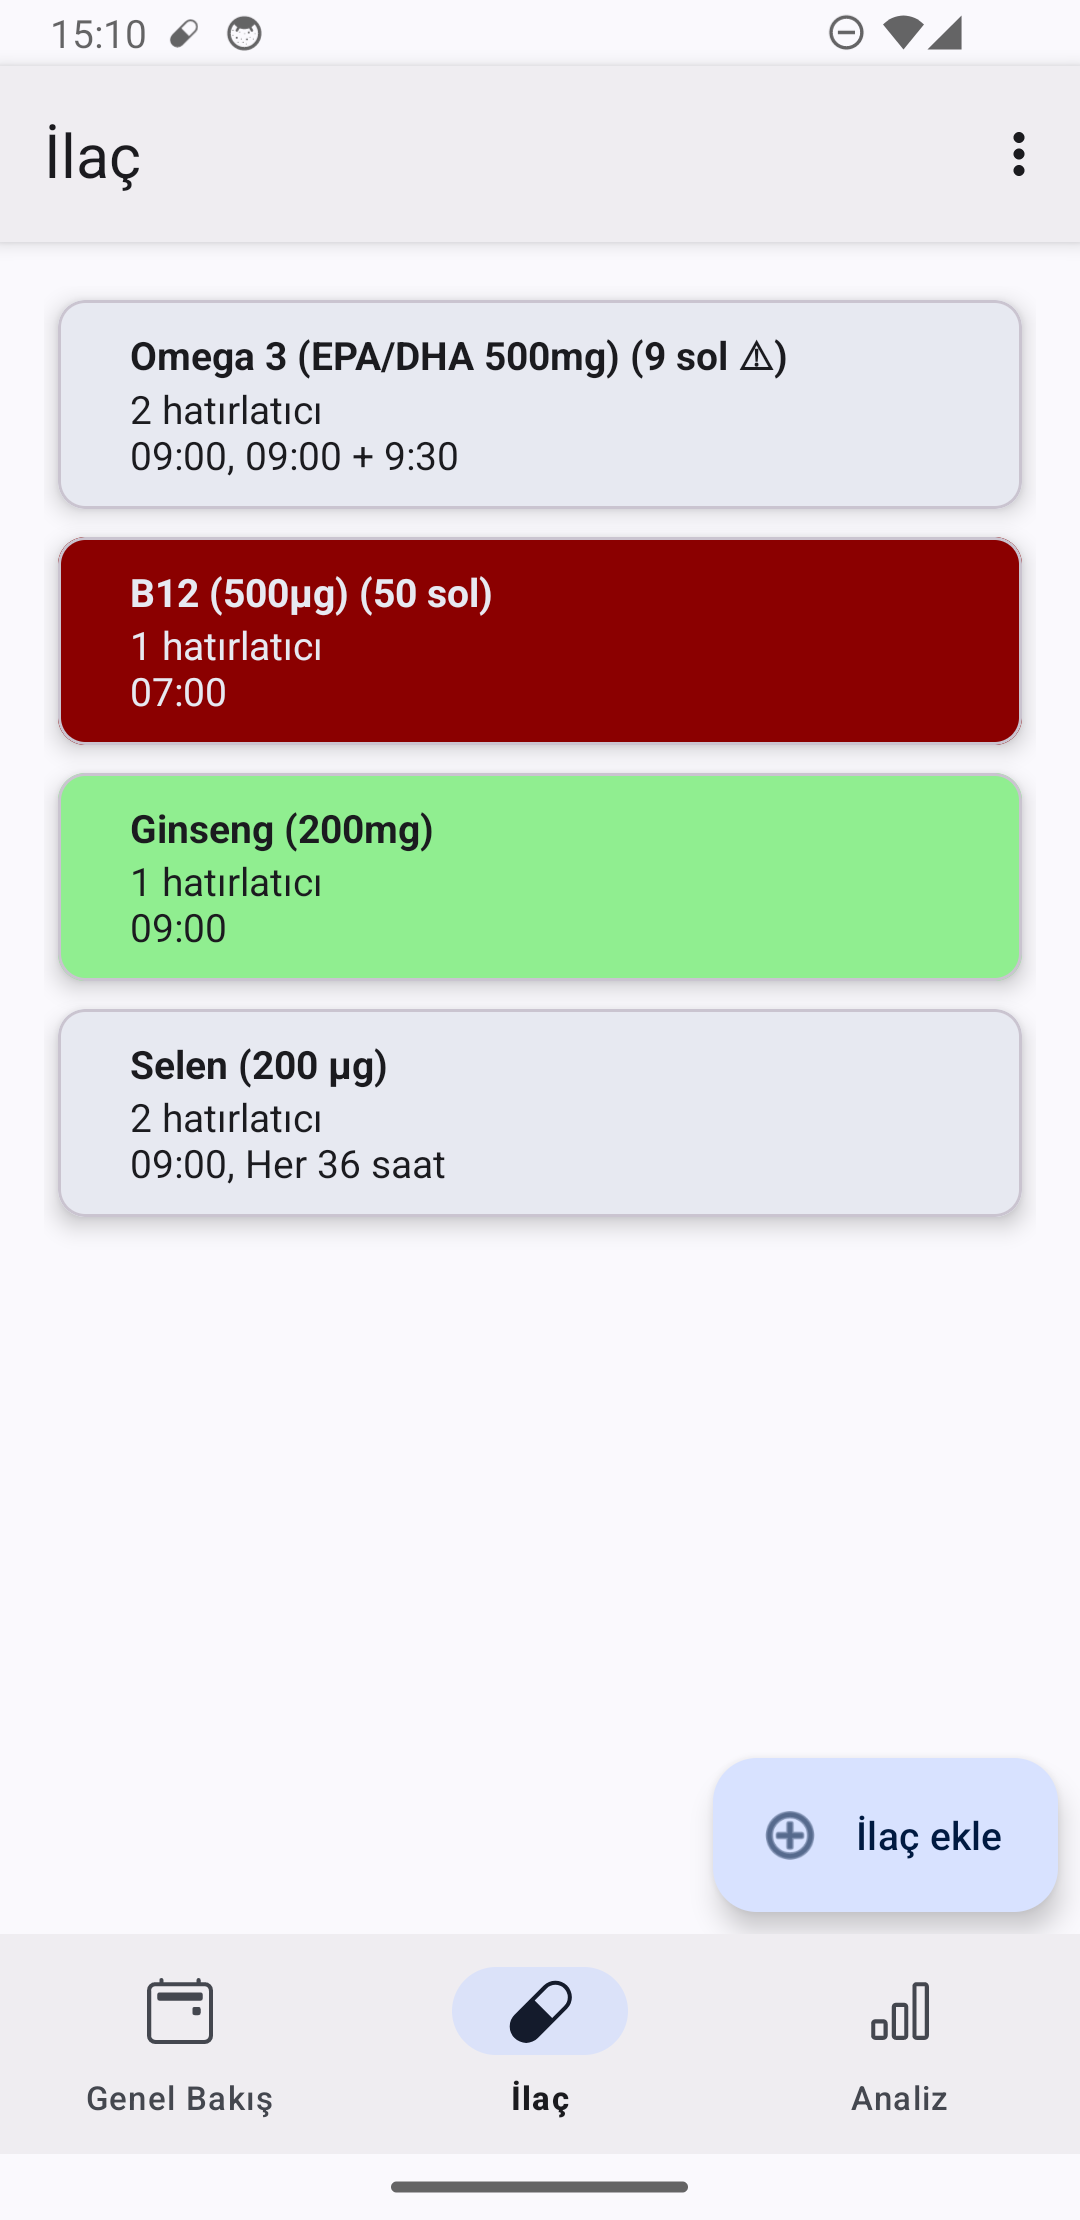 15:10
İlaç
Omega 3 (EPA/DHA 500mg) (9 sol ⚠)
2 hatırlatıcı
09:00, 09:00 + 9:30
B12 (500µg) (50 sol)
1 hatırlatıcı
07:00
Ginseng (200mg)
1 hatırlatıcı
09:00
Selen (200 µg)
2 hatırlatıcı
09:00, Her 36 saat
İlaç ekle
Genel Bakış
İlaç
Analiz